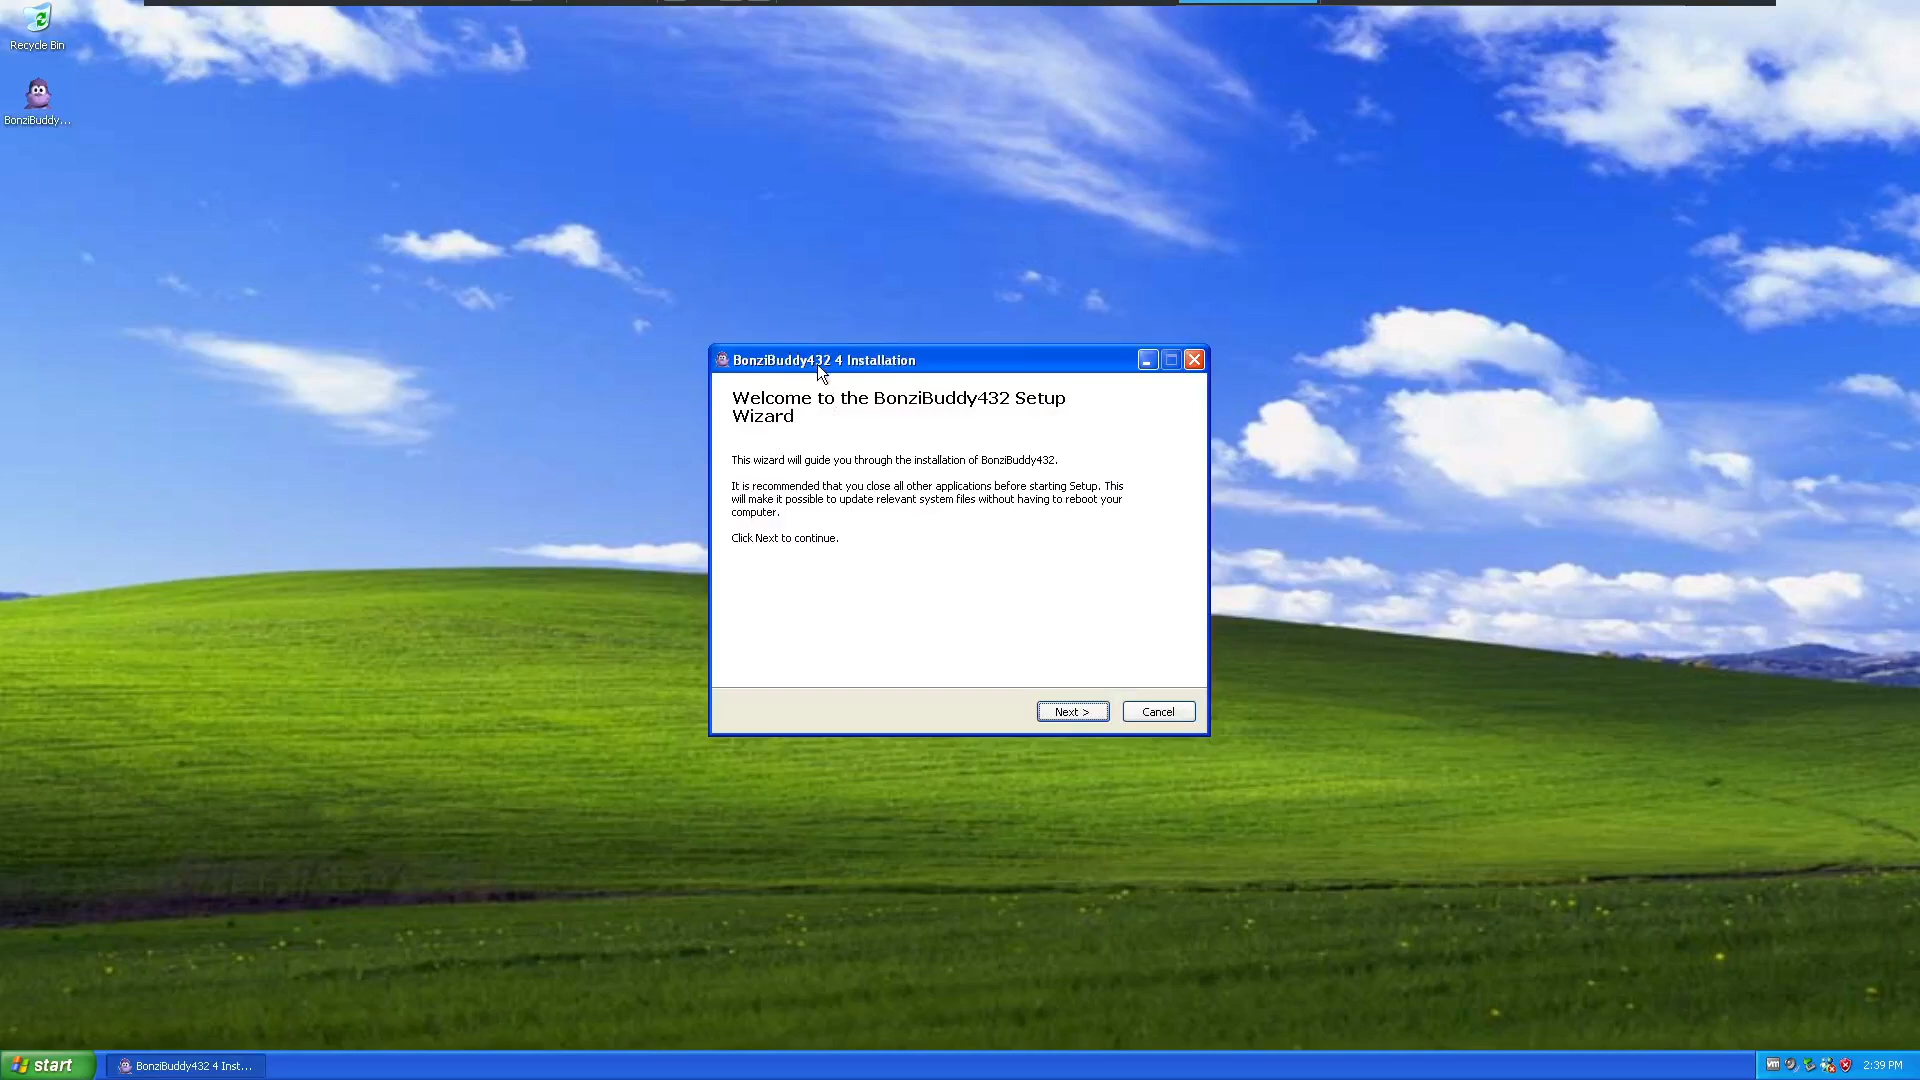 Recycle Bin
BonziBuddy...
BonziBuddy432 4 Installation
Welcome to the BonziBuddy432 Setup
Wizard
This wizard will guide you through the installation of BonziBuddy432.
It is recommended that you close all other applications before starting Setup. This
will make it possible to update relevant system files without having to reboot your
computer.
Click Next to continue.
Next >
Cancel
start
BonziBuddy432 4 Inst...
vm
2:39 PM